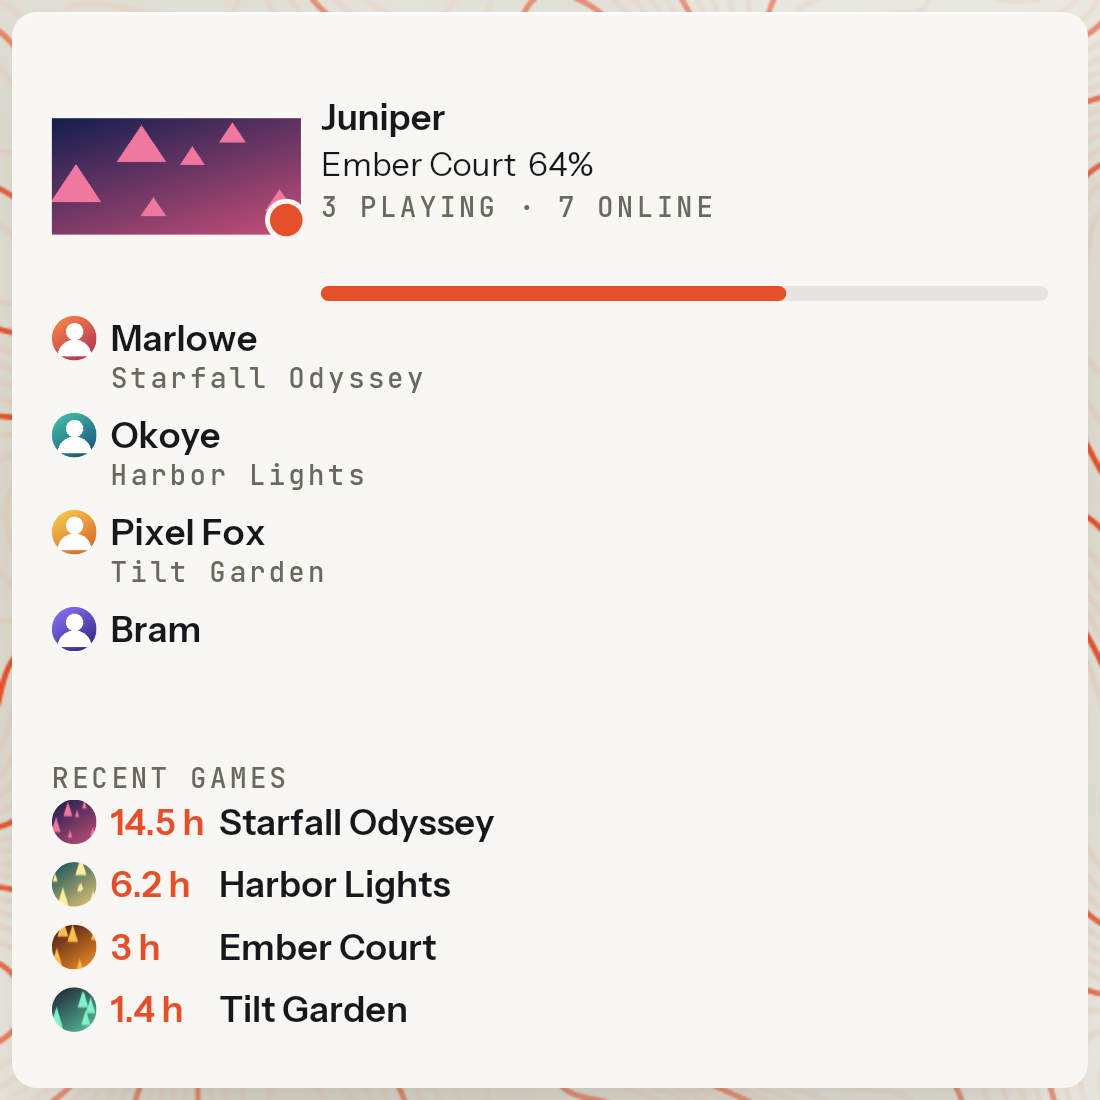 Juniper
Ember Court 64%
3 PLAYING · 7 ONLINE
Marlowe
Starfall Odyssey
Okoye
Harbor Lights
Pixel Fox
Tilt Garden
Bram
RECENT GAMES
14.5 h Starfall Odyssey
6.2 h Harbor Lights
3 h Ember Court
1.4 h Tilt Garden